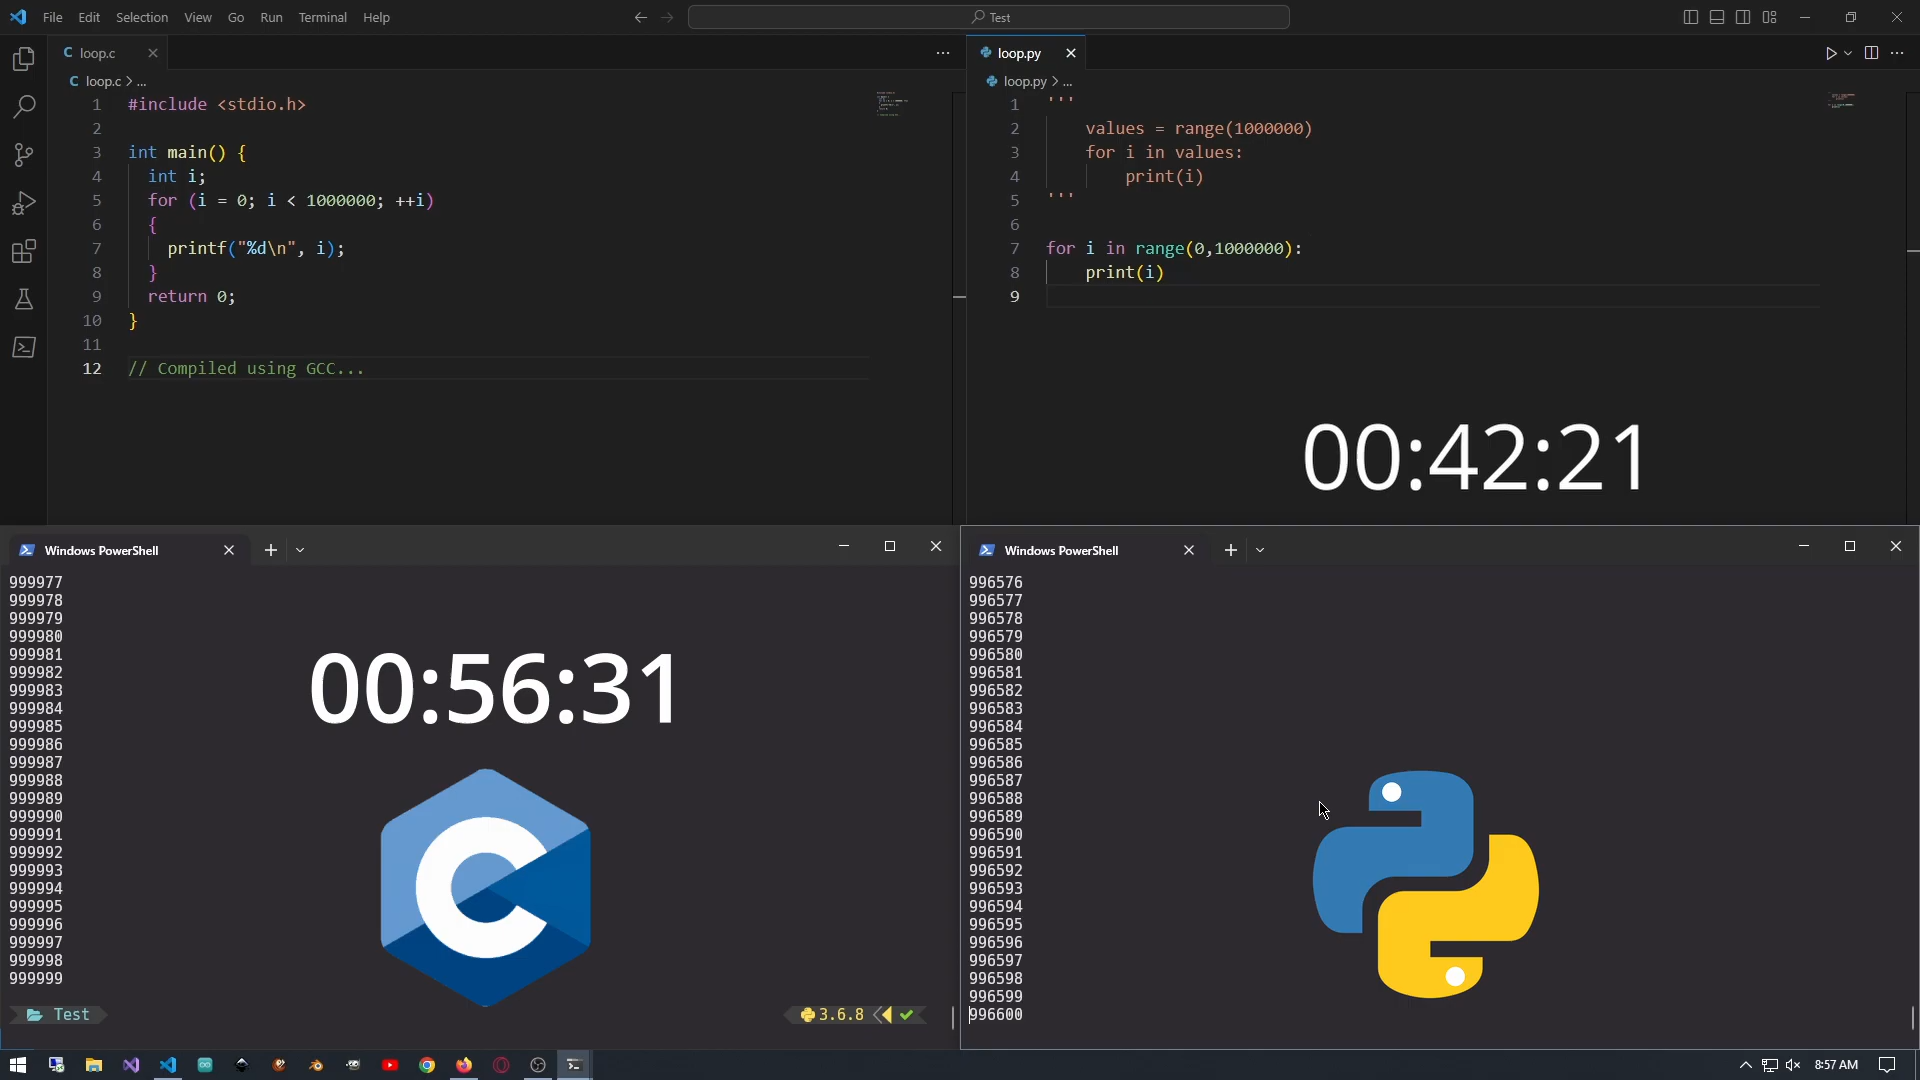 File Edit Selection View Go Run Terminal Help
Test
loop.c
loop.c > ...
1 #include <stdio.h>
2
3 int main() {
4 int i;
5 for (i = 0; i < 1000000; ++i)
6 {
7 printf("%d\n", i);
8 }
9 return 0;
10 }
11
12 // Compiled using GCC...
loop.py
loop.py > ...
1 '''
2 values = range(1000000)
3 for i in values:
4 print(i)
5 '''
6
7 for i in range(0,1000000):
8 print(i)
9
00:42:21
Windows PowerShell
999977
999978
999979
999980
999981
999982
999983
999984
999985
999986
999987
999988
999989
999990
999991
999992
999993
999994
999995
999996
999997
999998
999999
00:56:31
C
Test
3.6.8
Windows PowerShell
996576
996577
996578
996579
996580
996581
996582
996583
996584
996585
996586
996587
996588
996589
996590
996591
996592
996593
996594
996595
996596
996597
996598
996599
996600
8:57 AM